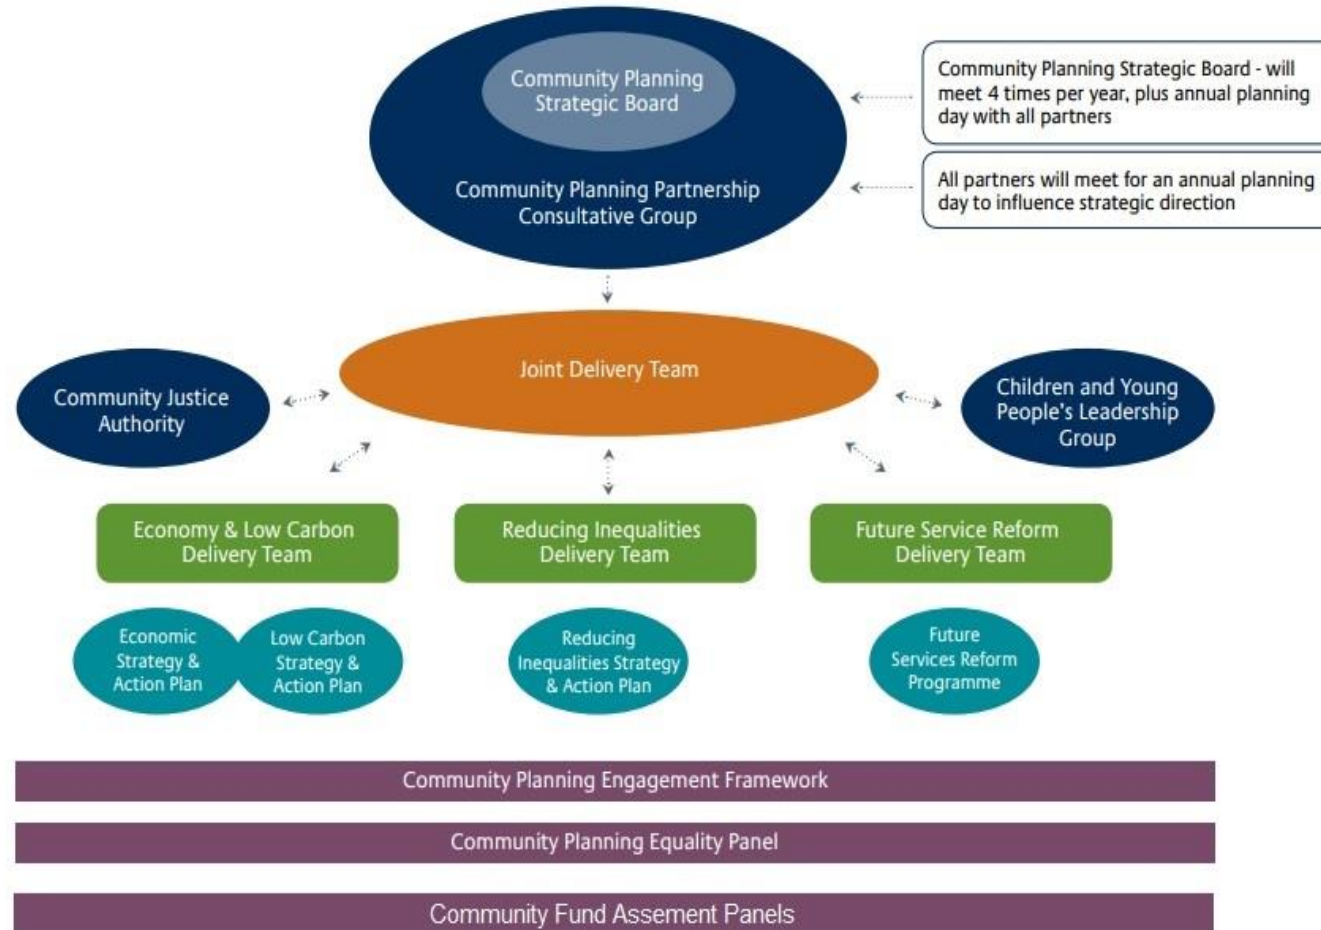 Community Planning
Strategic Board
Community Planning Partnership
Consultative Group
Community Planning Strategic Board - will
meet 4 times per year, plus annual planning
day with all partners
All partners will meet for an annual planning
day to influence strategic direction
Joint Delivery Team
Community Justice
Authority
Children and Young
People's Leadership
Group
Economy & Low Carbon
Delivery Team
Reducing Inequalities
Delivery Team
Future Service Reform
Delivery Team
Economic
Strategy &
Action Plan
Low Carbon
Strategy &
Action Plan
Reducing
Inequalities Strategy
& Action Plan
Future
Services Reform
Programme
Community Planning Engagement Framework
Community Planning Equality Panel
Community Fund Assement Panels